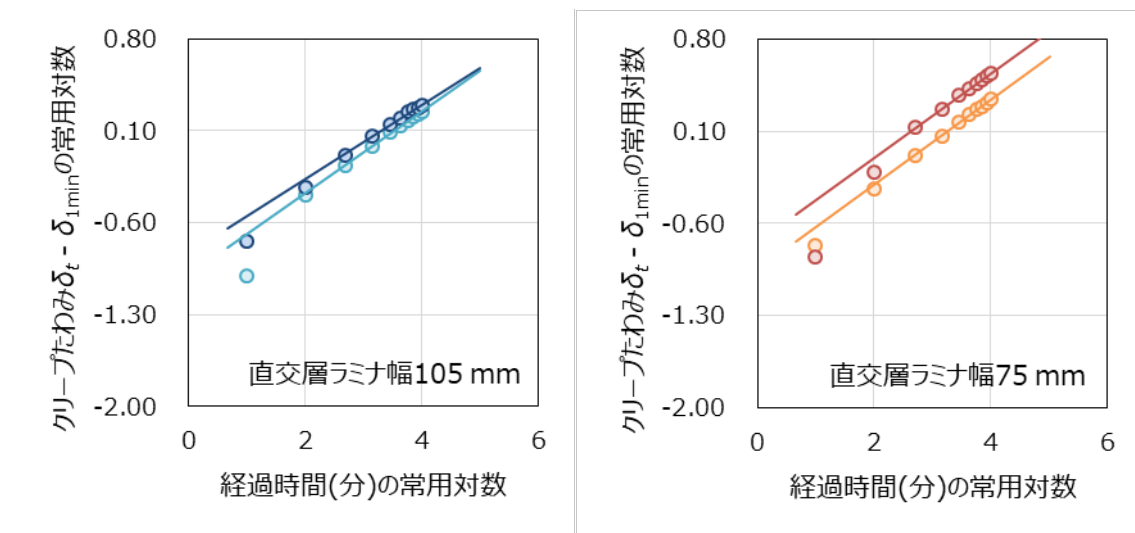 クリープたわみδt - δ1minの常用対数
0.80
0.10
-0.60
-1.30
-2.00
直交層ラミナ幅105 mm
0 2 4 6
経過時間(分)の常用対数
クリープたわみδt - δ1minの常用対数
0.80
0.10
-0.60
-1.30
-2.00
直交層ラミナ幅75 mm
0 2 4 6
経過時間(分)の常用対数